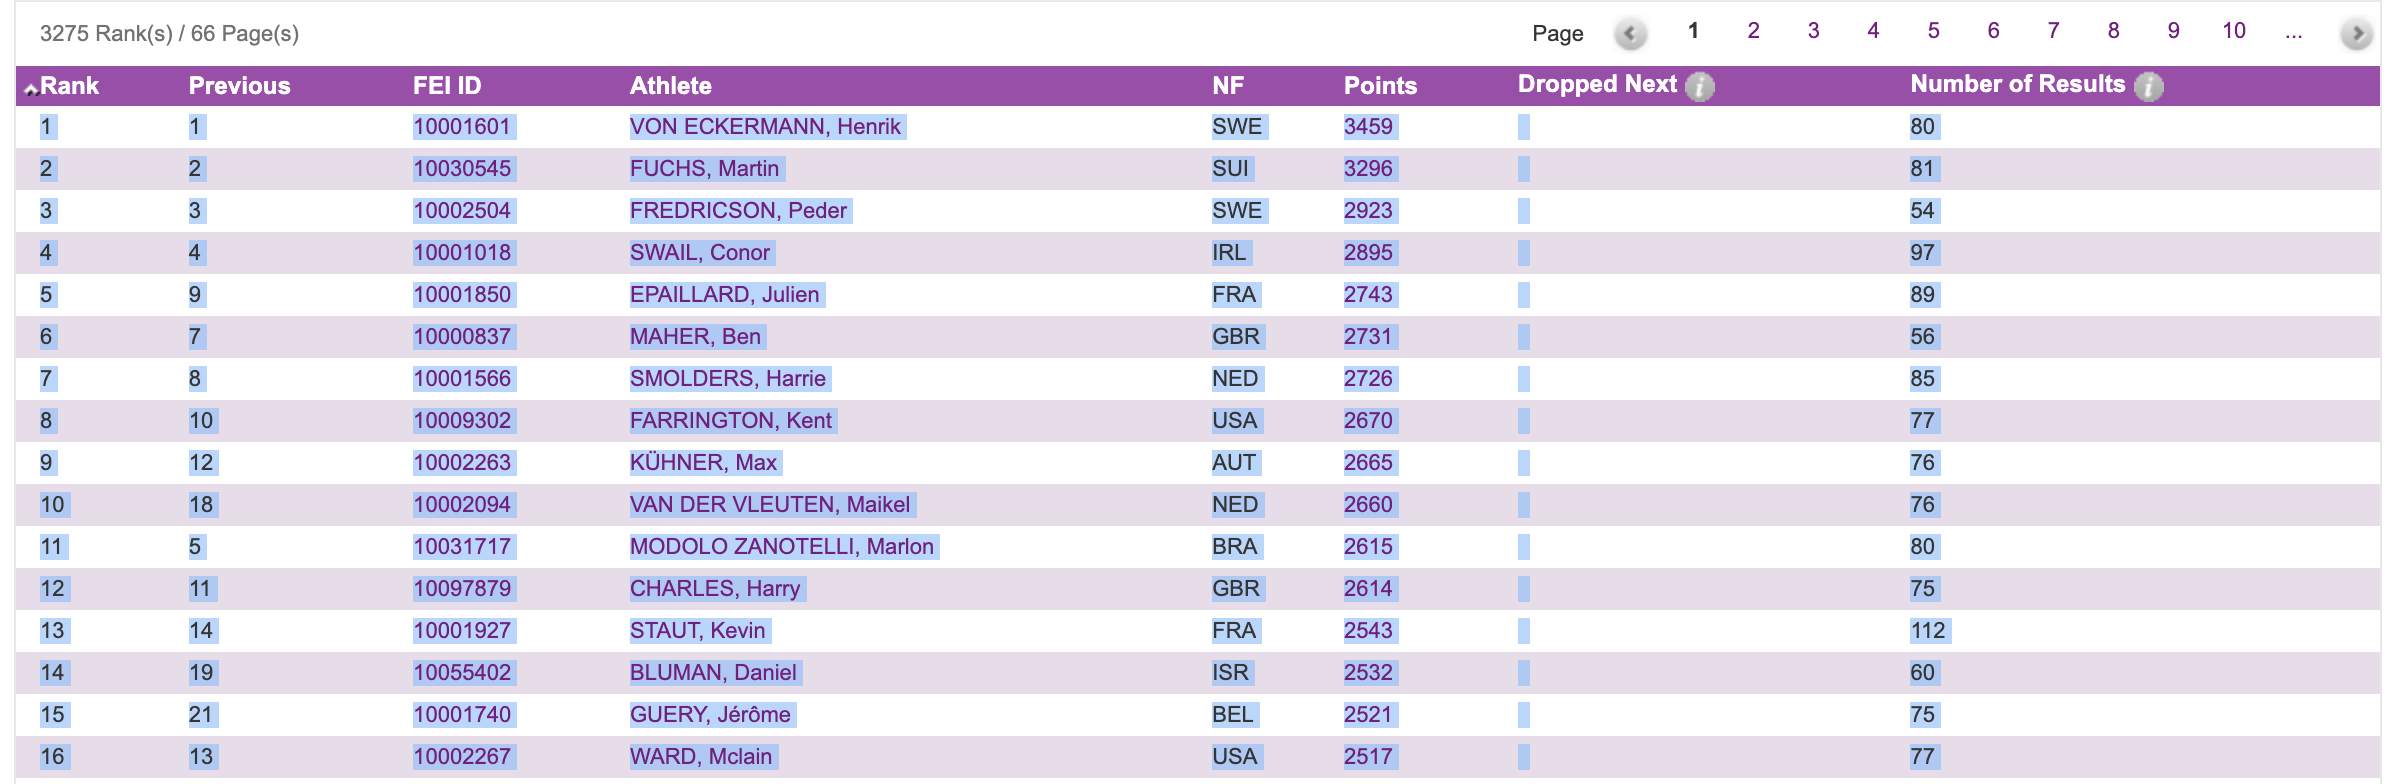 3275 Rank(s) / 66 Page(s) Page 1 2 3 4 5 6 7 8 9 10 ...
Rank Previous FEI ID Athlete NF Points Dropped Next i Number of Results i
1 1 10001601 VON ECKERMANN, Henrik SWE 3459 80
2 2 10030545 FUCHS, Martin SUI 3296 81
3 3 10002504 FREDRICSON, Peder SWE 2923 54
4 4 10001018 SWAIL, Conor IRL 2895 97
5 9 10001850 EPAILLARD, Julien FRA 2743 89
6 7 10000837 MAHER, Ben GBR 2731 56
7 8 10001566 SMOLDERS, Harrie NED 2726 85
8 10 10009302 FARRINGTON, Kent USA 2670 77
9 12 10002263 KÜHNER, Max AUT 2665 76
10 18 10002094 VAN DER VLEUTEN, Maikel NED 2660 76
11 5 10031717 MODOLO ZANOTELLI, Marlon BRA 2615 80
12 11 10097879 CHARLES, Harry GBR 2614 75
13 14 10001927 STAUT, Kevin FRA 2543 112
14 19 10055402 BLUMAN, Daniel ISR 2532 60
15 21 10001740 GUERY, Jérôme BEL 2521 75
16 13 10002267 WARD, Mclain USA 2517 77